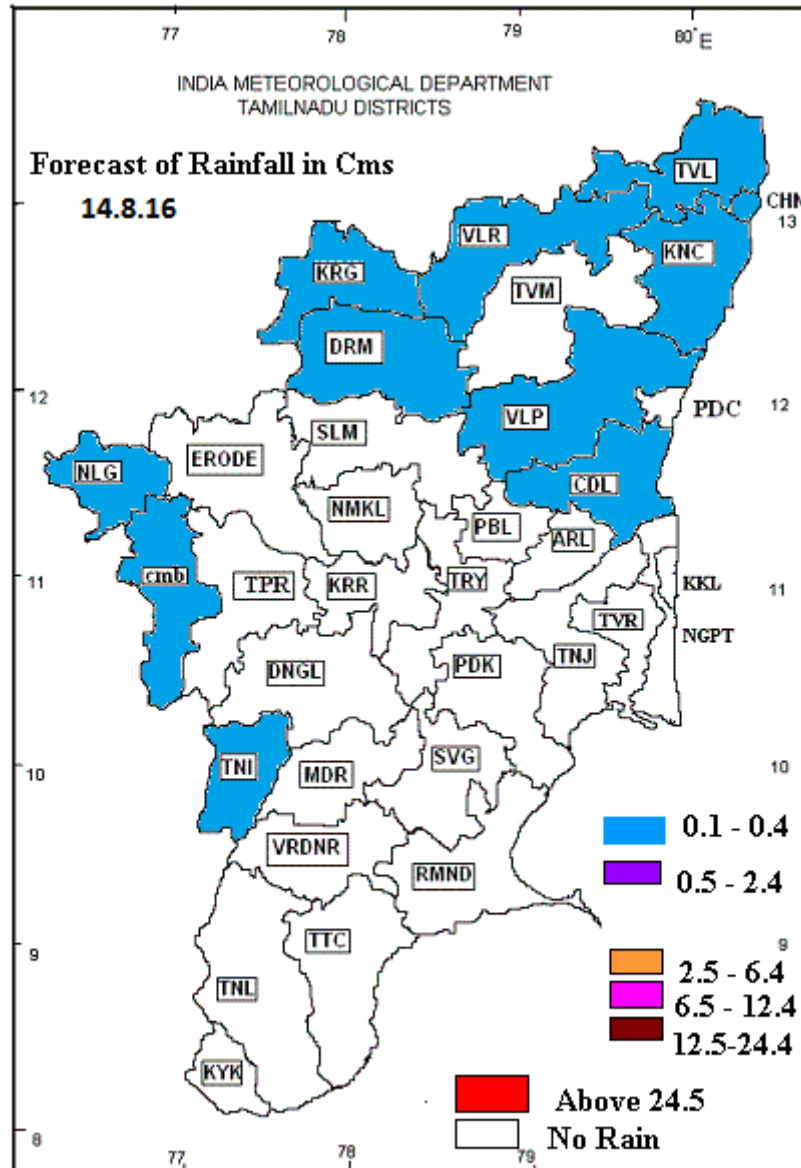 77 78 79 80° E
INDIA METEOROLOGICAL DEPARTMENT
TAMILNADU DISTRICTS
Forecast of Rainfall in Cms
14.8.16
TVL
CHN
13
VLR
KNC
KRG
TVM
DRM
12
12
PDC
VLP
SLM
ERODE
NLG
CDL
NMKL
PBL
ARL
11
cmb
TPR
KRR
TRY
KKL
11
TVR
NGPT
DNGL
PDK
TNJ
10
TNI
MDR
SVG
10
0.1 - 0.4
VRDNR
RMND
0.5 - 2.4
9
TTC
9
2.5 - 6.4
TNL
6.5 - 12.4
12.5-24.4
KYK
Above 24.5
8
No Rain
77 78 79